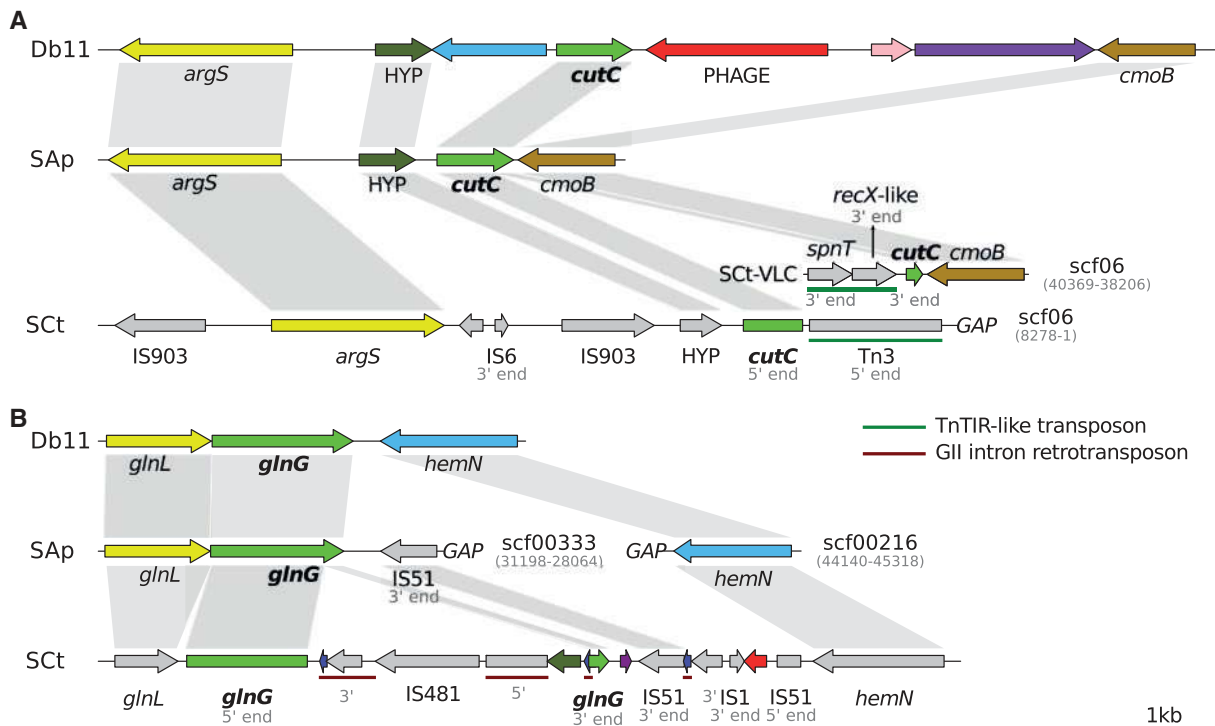 A
Db11
argS
HYP
cutC
PHAGE
cmoB
SAp
argS
HYP
cutC
cmoB
recX-like
3' end
spnT
cutC cmoB
SCt-VLC
scf06
3' end
3' end
(40369-38206)
SCt
GAP
scf06
(8278-1)
IS903
argS
IS6
3' end
IS903
HYP
cutC
5' end
Tn3
5' end
B
Db11
glnL
glnG
hemN
TnTIR-like transposon
GII intron retrotransposon
SAp
GAP
scf00333
(31198-28064)
GAP
scf00216
(44140-45318)
glnL
glnG
IS51
3' end
hemN
SCt
glnL
glnG
5' end
3'
IS481
5'
glnG
3' end
IS51
3' end
3'
IS1
3' end
IS51
5' end
hemN
1kb